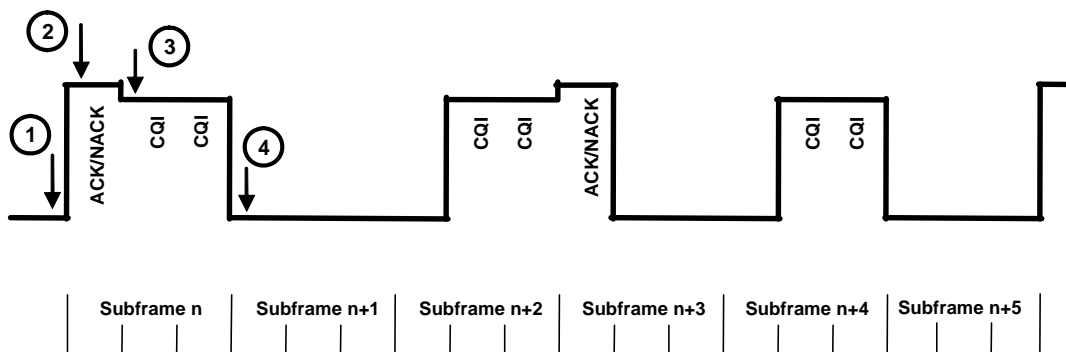 2
3
1
4
ACK/NACK
CQI
CQI
CQI
CQI
ACK/NACK
CQI
CQI
Subframe n
Subframe n+1
Subframe n+2
Subframe n+3
Subframe n+4
Subframe n+5